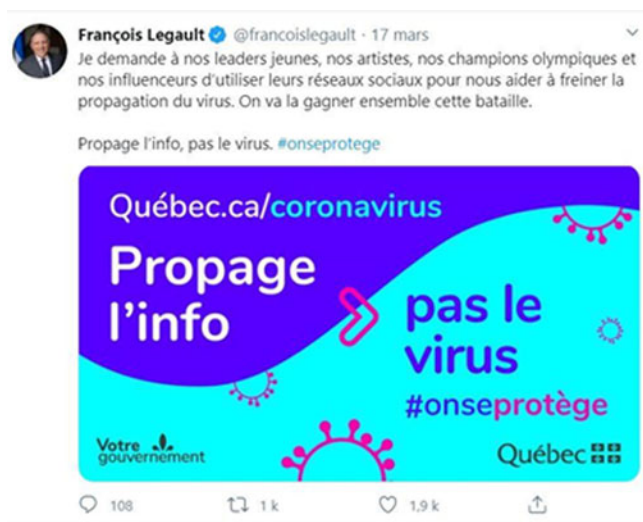 François Legault @francoislegault · 17 mars
Je demande à nos leaders jeunes, nos artistes, nos champions olympiques et
nos influenceurs d'utiliser leurs réseaux sociaux pour nous aider à freiner la
propagation du virus. On va la gagner ensemble cette bataille.
Propage l'info, pas le virus. #onseprotege
Québec.ca/coronavirus
Propage
l'info
pas le
virus
#onseprotège
Votre
gouvernement
Québec
108 1 k 1,9 k